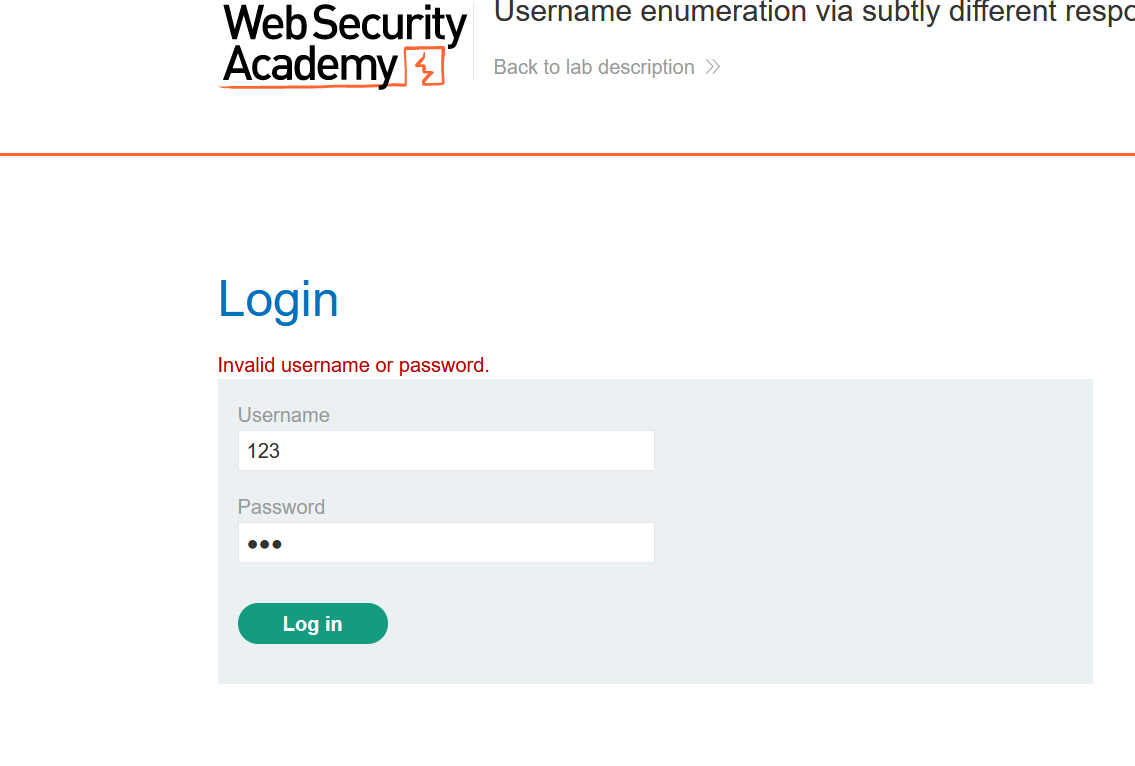 Web Security
Academy
Username enumeration via subtly different respo
Back to lab description
Login
Invalid username or password.
Username
123
Password
Log in